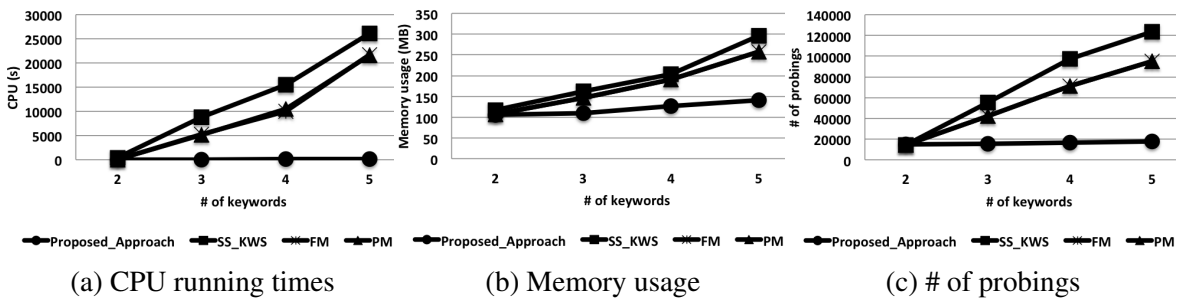 CPU (s)
30000
25000
20000
15000
10000
5000
0
2 3 4 5
# of keywords
Proposed_Approach SS_KWS FM PM
(a) CPU running times
Memory usage (MB)
350
300
250
200
150
100
50
0
2 3 4 5
# of keywords
Proposed_Approach SS_KWS FM PM
(b) Memory usage
# of probings
140000
120000
100000
80000
60000
40000
20000
0
2 3 4 5
# of keywords
Proposed_Approach SS_KWS FM PM
(c) # of probings